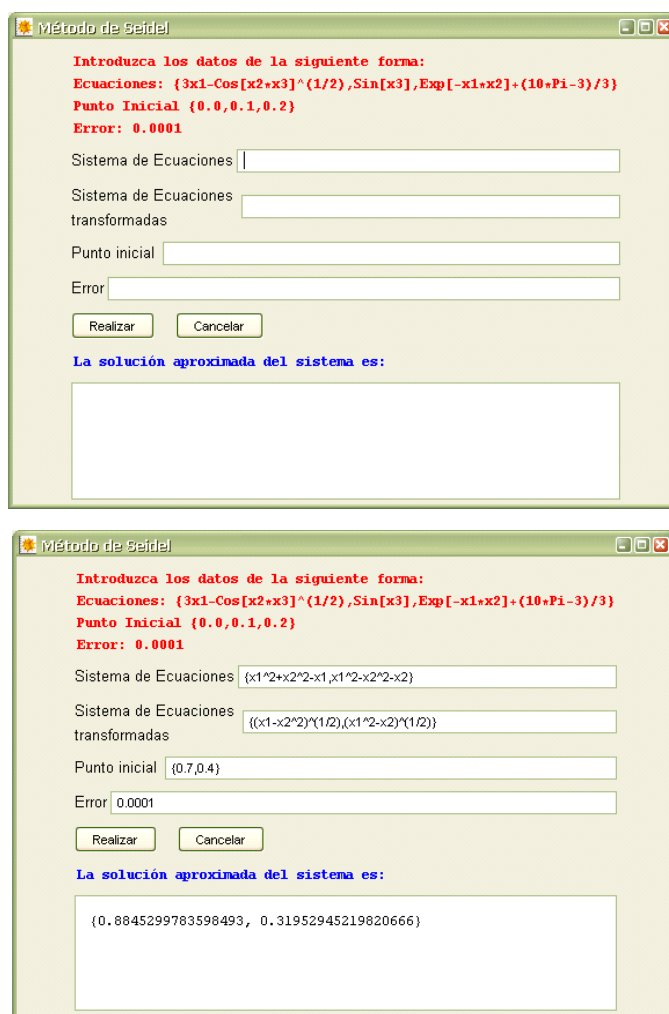 Método de Seidel
Introduzca los datos de la siguiente forma:
Ecuaciones: {3x1-Cos[x2*x3]^(1/2),Sin[x3],Exp[-x1*x2]+(10*Pi-3)/3}
Punto Inicial {0.0,0.1,0.2}
Error: 0.0001
Sistema de Ecuaciones
Sistema de Ecuaciones
transformadas
Punto inicial
Error
Realizar Cancelar
La solución aproximada del sistema es:
Método de Seidel
Introduzca los datos de la siguiente forma:
Ecuaciones: {3x1-Cos[x2*x3]^(1/2),Sin[x3],Exp[-x1*x2]+(10*Pi-3)/3}
Punto Inicial {0.0,0.1,0.2}
Error: 0.0001
Sistema de Ecuaciones {x1^2+x2^2-x1,x1^2-x2^2-x2}
Sistema de Ecuaciones
transformadas {(x1-x2^2)^(1/2),(x1^2-x2)^(1/2)}
Punto inicial {0.7,0.4}
Error 0.0001
Realizar Cancelar
La solución aproximada del sistema es:
{0.8845299783598493, 0.31952945219820666}